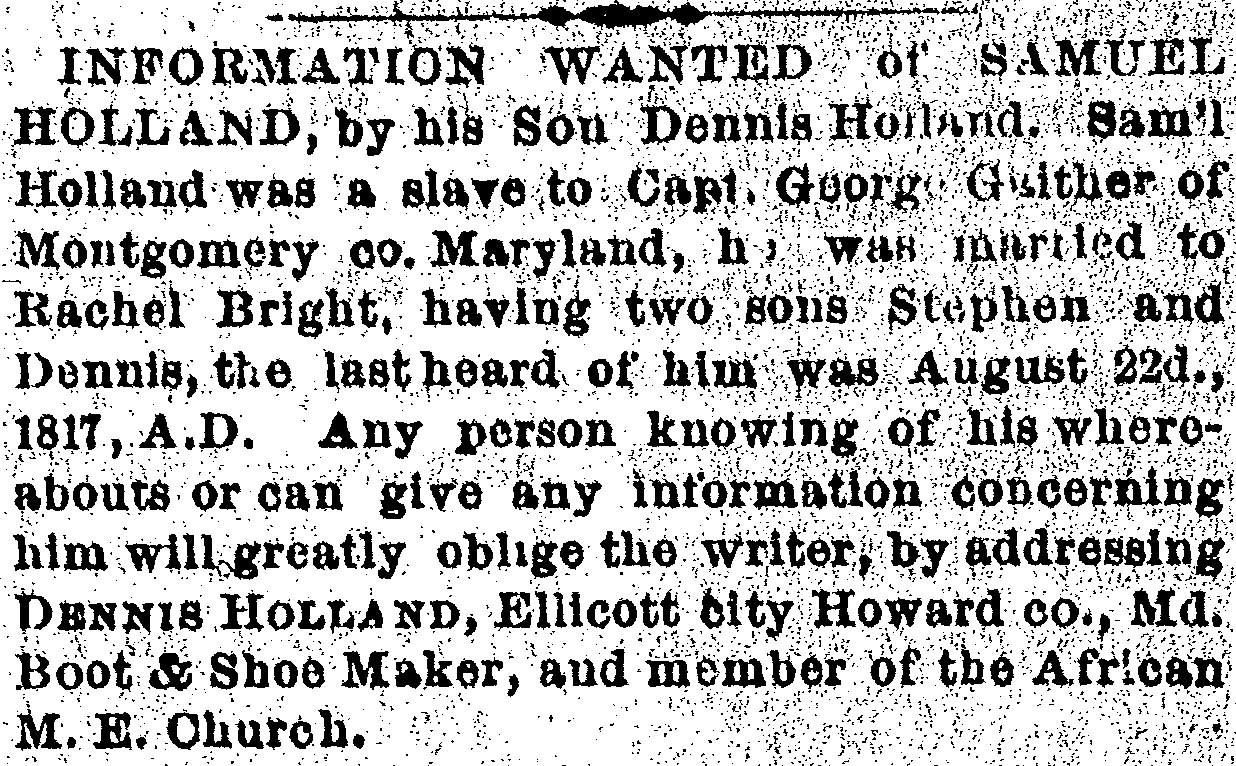 INFORMATION WANTED of SAMUEL
HOLLAND, by his Son Dennis Holland. Sam'l
Holland was a slave to Capt. George Gaither of
Montgomery co. Maryland, he was married to
Rachel Bright, having two sons Stephen and
Dennis, the last heard of him was August 22d.,
1817, A.D. Any person knowing of his where-
abouts or can give any information concerning
him will greatly oblige the writer, by addressing
DENNIS HOLLAND, Ellicott City Howard co., Md.
Boot & Shoe Maker, and member of the African
M. E. Church.